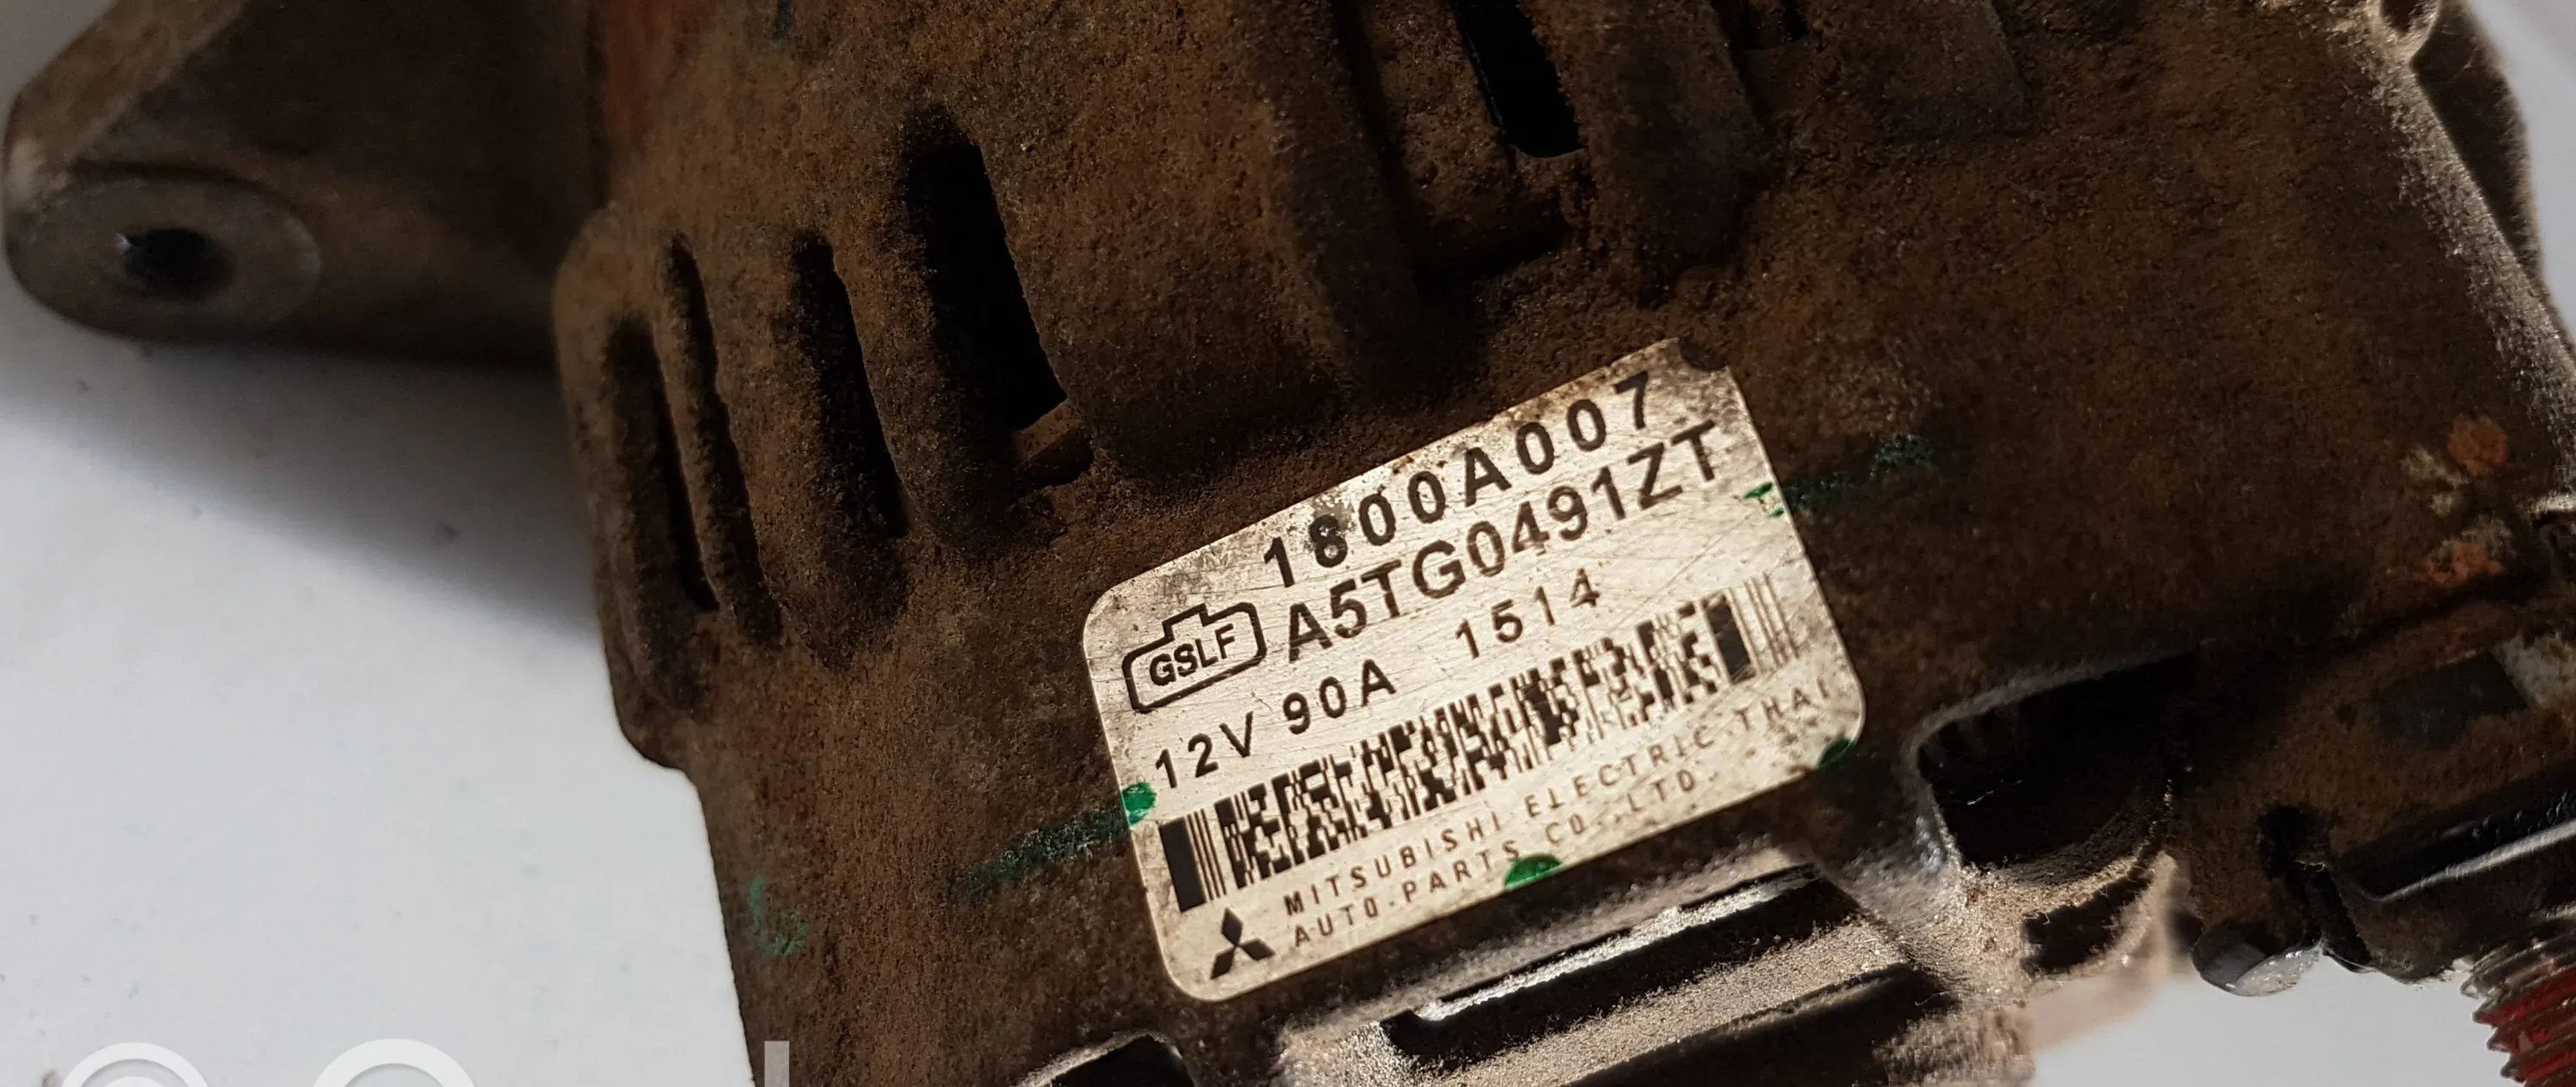 1800A007
GSLF A5TG0491ZT
12V 90A 1514
MITSUBISHI ELECTRIC THAI
AUTO-PARTS CO.,LTD.